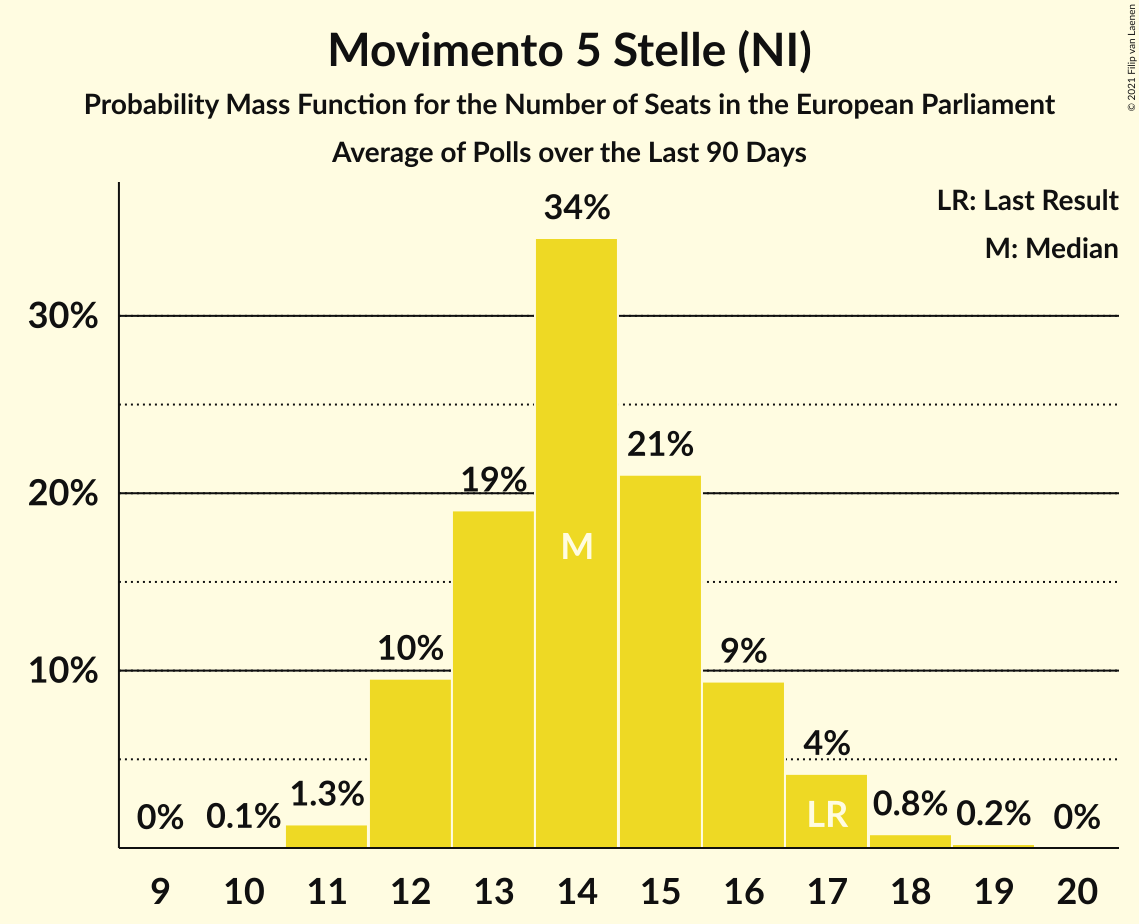 Movimento 5 Stelle (NI)
Probability Mass Function for the Number of Seats in the European Parliament
Average of Polls over the Last 90 Days
© 2021 Filip van Laenen
LR: Last Result
M: Median
34%
30%
21%
19%
20%
M
10%
9%
10%
4%
1.3%
0.8%
0%
0.1%
LR
0.2%
0%
9 10 11 12 13 14 15 16 17 18 19 20